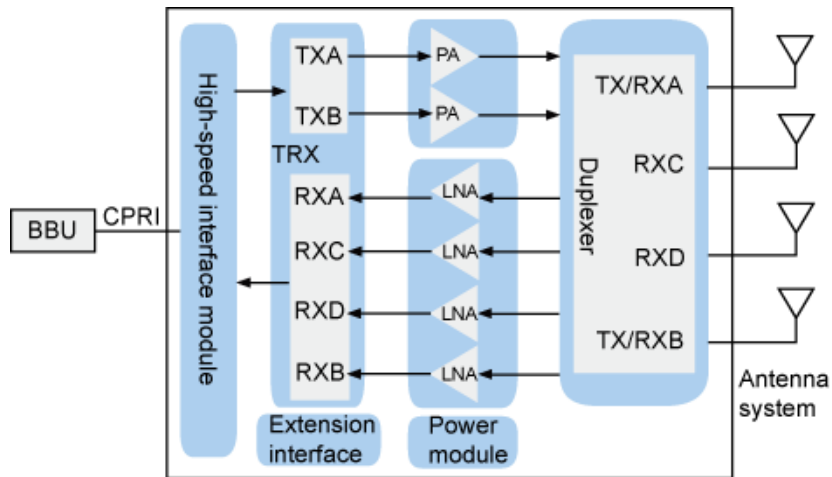 BBU
CPRI
High-speed interface module
TXA
TXB
TRX
RXA
RXC
RXD
RXB
Extension
interface
PA
PA
LNA
LNA
LNA
LNA
Power
module
Duplexer
TX/RXA
RXC
RXD
TX/RXB
Antenna
system